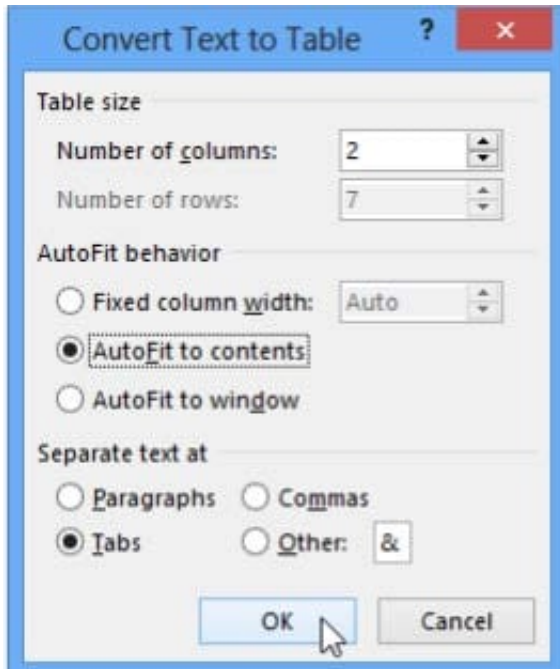 Convert Text to Table ? ×
Table size
Number of columns: 2
Number of rows: 7
AutoFit behavior
Fixed column width: Auto
AutoFit to contents
AutoFit to window
Separate text at
Paragraphs Commas
Tabs Other: &
OK Cancel